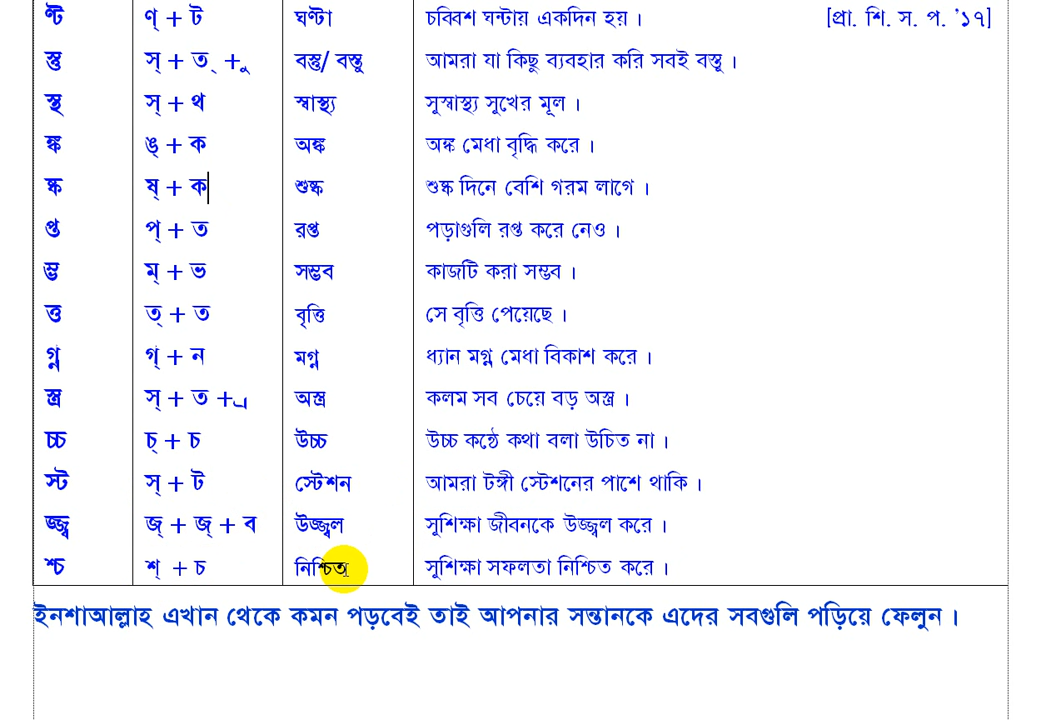 ণ্ট ণ্ + ট ঘণ্টা চব্বিশ ঘন্টায় একদিন হয়। [প্রা. শি. স. প. '১৭]
স্তু স্ + ত্ + ু বস্তু/ বস্তু আমরা যা কিছু ব্যবহার করি সবই বস্তু।
স্থ স্ + থ স্বাস্থ্য সুস্বাস্থ্য সুখের মূল।
ঙ্ক ঙ্ + ক অঙ্ক অঙ্ক মেধা বৃদ্ধি করে।
ষ্ক ষ্ + ক শুষ্ক শুষ্ক দিনে বেশি গরম লাগে।
প্ত প্ + ত রপ্ত পড়াগুলি রপ্ত করে নেও।
ম্ভ ম্ + ভ সম্ভব কাজটি করা সম্ভব।
ত্ত ত্ + ত বৃত্তি সে বৃত্তি পেয়েছে।
গ্ন গ্ + ন মগ্ন ধ্যান মগ্ন মেধা বিকাশ করে।
স্ত্র স্ + ত + ্র অস্ত্র কলম সব চেয়ে বড় অস্ত্র।
চ্চ চ্ + চ উচ্চ উচ্চ কন্ঠে কথা বলা উচিত না।
স্ট স্ + ট স্টেশন আমরা টঙ্গী স্টেশনের পাশে থাকি।
জ্জ্ব জ্ + জ্ + ব উজ্জ্বল সুশিক্ষা জীবনকে উজ্জ্বল করে।
শ্চ শ্ + চ নিশ্চিত সুশিক্ষা সফলতা নিশ্চিত করে।
ইনশাআল্লাহ এখান থেকে কমন পড়বেই তাই আপনার সন্তানকে এদের সবগুলি পড়িয়ে ফেলুন।